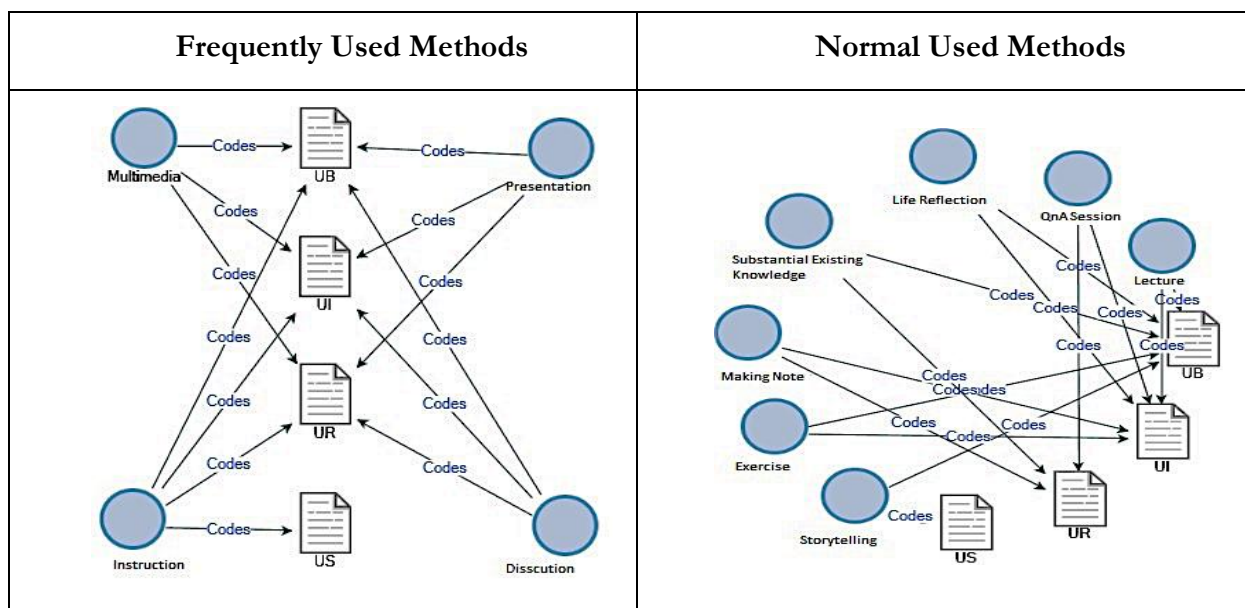 Frequently Used Methods
Normal Used Methods
Multimedia
Codes
UB
Codes
Presentation
Codes
Codes
UI
Codes
Codes
Codes
Codes
Codes
Codes
UR
Codes
Codes
Instruction
Codes
US
Disscution
Life Reflection
QnA Session
Substantial Existing
Knowledge
Lecture
Codes
Codes
Codes
Codes
Codes
Codes
Codes
UB
Making Note
Codes
Codes
des
Codes
Codes
Codes
UI
Exercise
Storytelling
Codes
US
UR